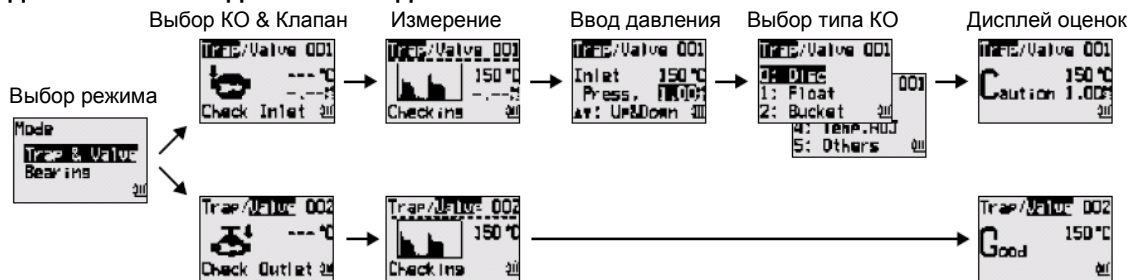 Выбор КО & Клапан
Измерение
Ввод давления
Выбор типа КО
Дисплей оценок
Выбор режима
Mode
Trap & Valve
Bearing
Trap/Valve 001
--- °C
Check Inlet
Trap/Valve 001
150 °C
Checking
Trap/Valve 001
Inlet 150 °C
Press. 1.00
▲▼: Up&Down
Trap/Valve 001
0: Disc
1: Float
2: Bucket
001
4: Temp.ADJ
5: Others
Trap/Valve 001
150 °C
Caution 1.00
Trap/Valve 002
--- °C
Check Outlet
Trap/Valve 002
150 °C
Checking
Trap/Valve 002
150 °C
Good